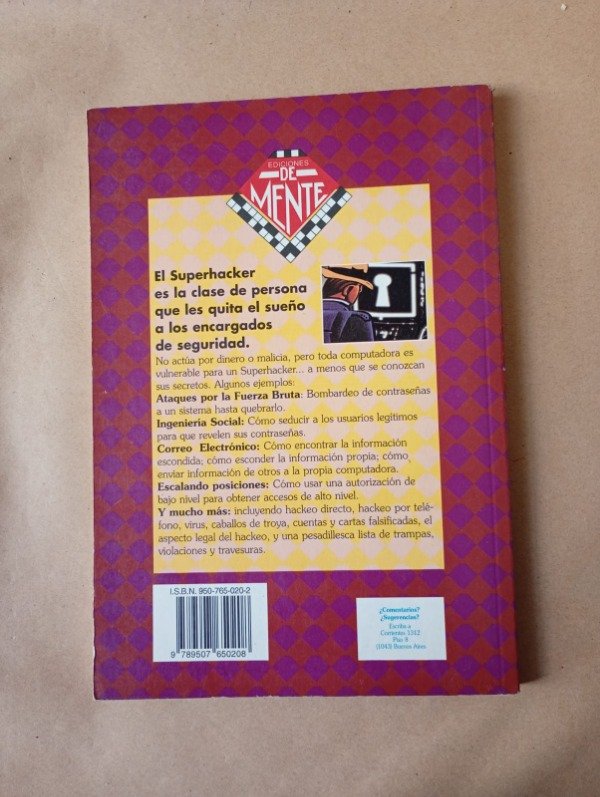 EDICIONES
DE
MENTE
El Superhacker
es la clase de persona
que les quita el sueño
a los encargados
de seguridad.
No actúa por dinero o malicia, pero toda computadora es
vulnerable para un Superhacker... a menos que se conozcan
sus secretos. Algunos ejemplos:
Ataques por la Fuerza Bruta: Bombardeo de contraseñas
a un sistema hasta quebrarlo.
Ingeniería Social: Cómo seducir a los usuarios legítimos
para que revelen sus contraseñas.
Correo Electrónico: Cómo encontrar la información
escondida; cómo esconder la información propia; cómo
enviar información de otros a la propia computadora.
Escalando posiciones: Cómo usar una autorización de
bajo nivel para obtener accesos de alto nivel.
Y mucho más: incluyendo hackeo directo, hackeo por telé-
fono, virus, caballos de troya, cuentas y cartas falsificadas, el
aspecto legal del hackeo, y una pesadillesca lista de trampas,
violaciones y travesuras.
I.S.B.N. 950-765-020-2
9 789507 650208
¿Comentarios?
¿Sugerencias?
Escriba a
Corrientes 1312
Piso 8
(1043) Buenos Aires